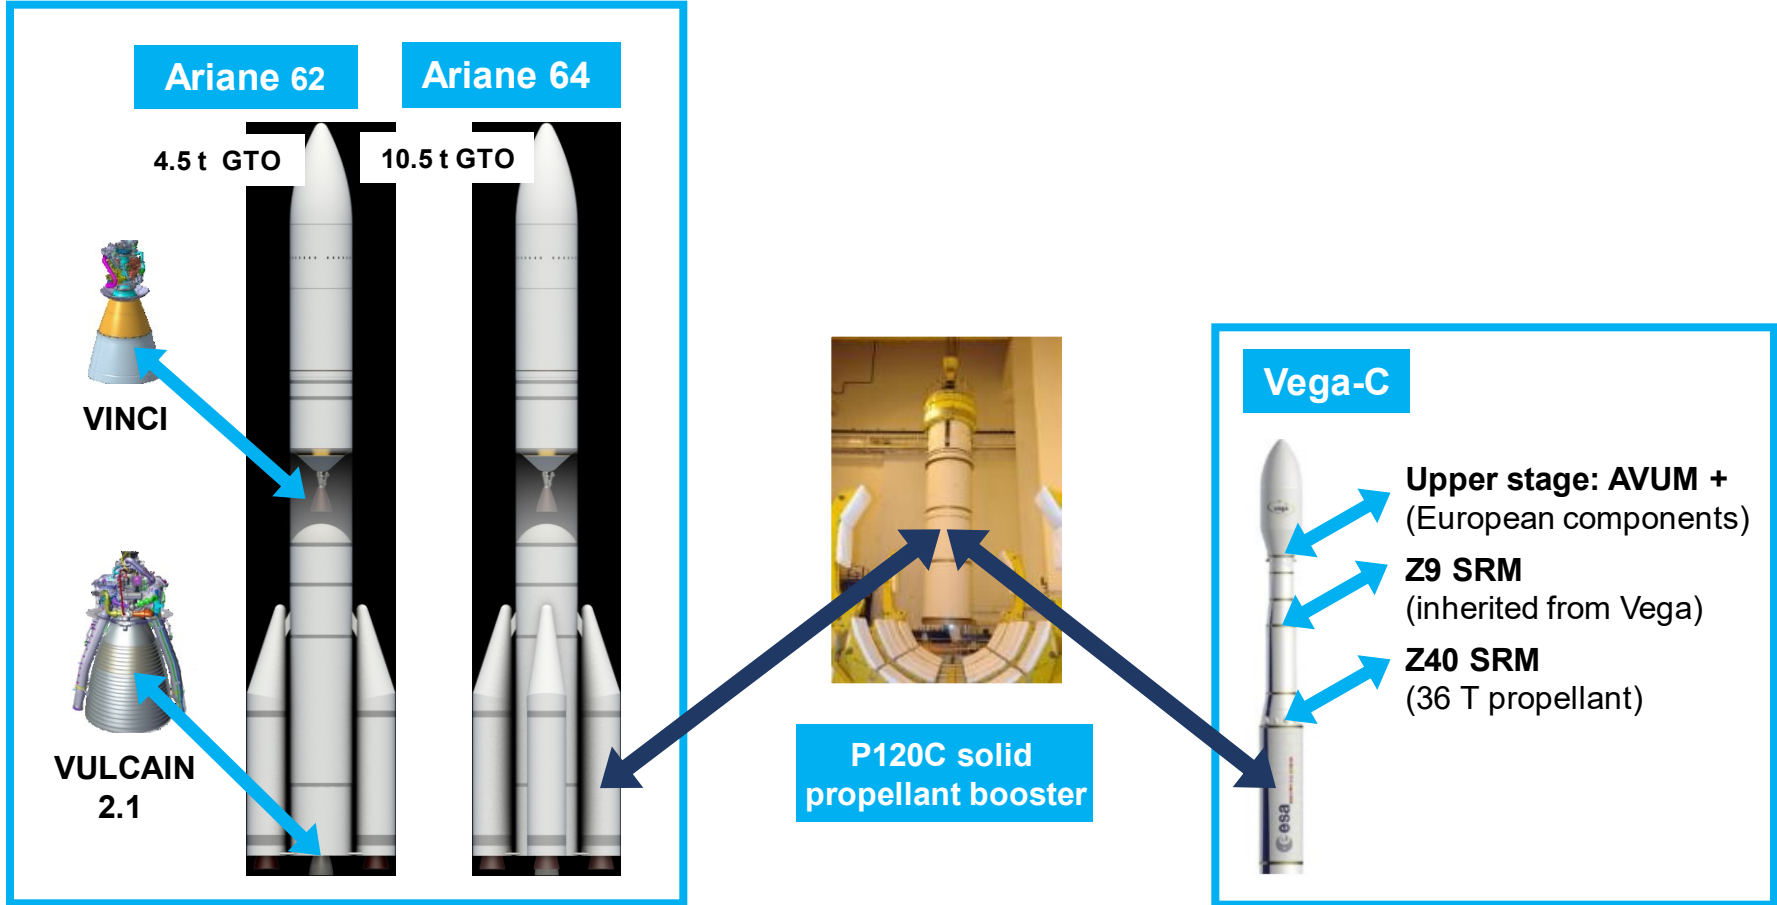 Ariane 62
Ariane 64
4.5 t GTO
10.5 t GTO
VINCI
VULCAIN
2.1
P120C solid
propellant booster
Vega-C
Upper stage: AVUM +
(European components)
Z9 SRM
(inherited from Vega)
Z40 SRM
(36 T propellant)
vega
esa